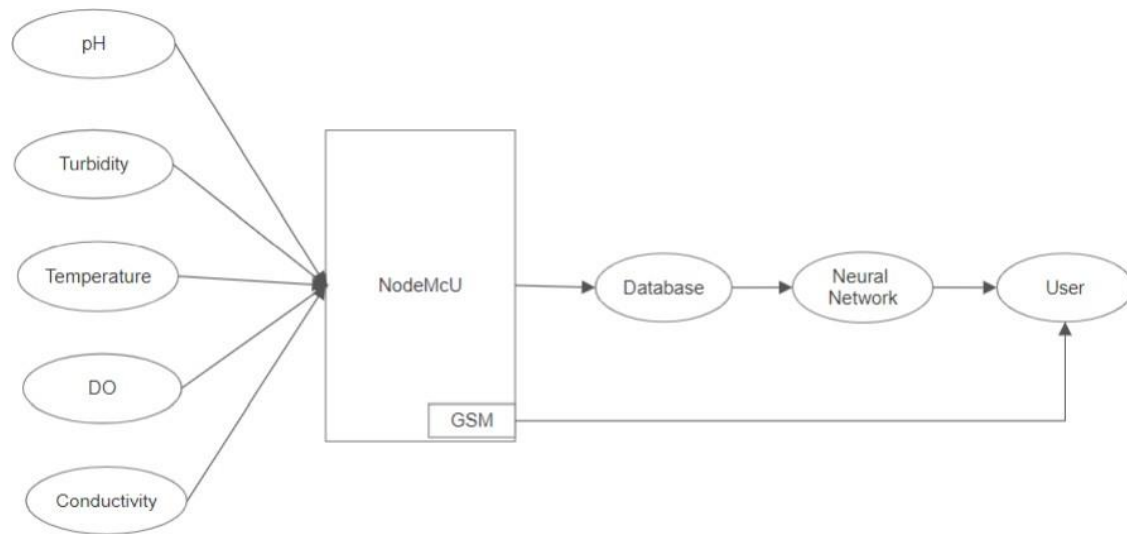 pH
Turbidity
Temperature
DO
Conductivity
NodeMcU
GSM
Database
Neural
Network
User